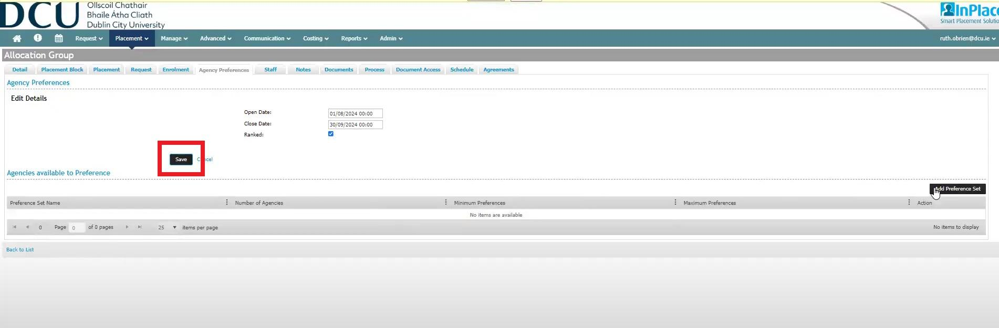 DCU
Ollscoil Chathair
Bhaile Átha Cliath
Dublin City University
InPlac
Smart Placement Solutio
Request Placement Manage Advanced Communication Costing Reports Admin ruth.obrien@dcu.ie
Allocation Group
Detail Placement Block Placement Request Enrolment Agency Preferences Staff Notes Documents Process Document Access Schedule Agreements
Agency Preferences
Edit Details
Open Date: 01/08/2024 00:00
Close Date: 30/09/2024 00:00
Ranked:
Save Cancel
Agencies available to Preference
Add Preference Set
Preference Set Name Number of Agencies Minimum Preferences Maximum Preferences Action
No items are available
0 Page 0 of 0 pages 25 items per page No items to display
Back to List